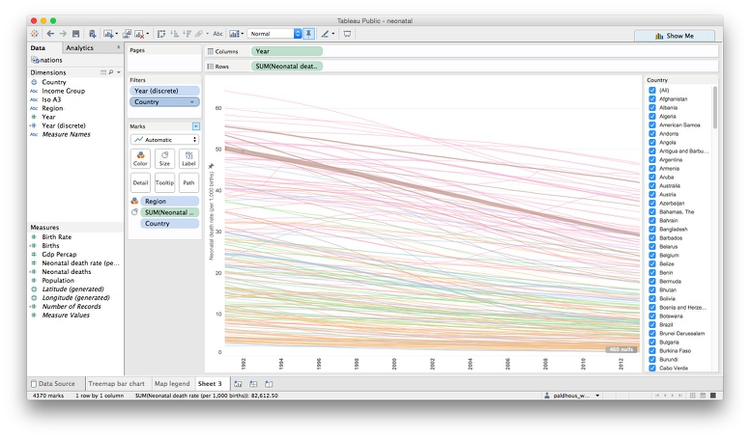 Tableau Public - neonatal
Abc
Normal
Show Me
Data
Analytics
Pages
Columns
Year
Rows
SUM(Neonatal deat..
nations
Dimensions
Country
Abc Income Group
Abc Iso A3
Abc Region
Year
Abc Year (discrete)
Abc Measure Names
Measures
Birth Rate
Births
Gdp Percap
Neonatal death rate (pe...
Neonatal deaths
Population
Latitude (generated)
Longitude (generated)
Number of Records
Measure Values
Filters
Year (discrete)
Country
Marks
Automatic
Color
Size
Label
Detail
Tooltip
Path
Region
SUM(Neonatal ..
Country
Neonatal death rate (per 1,000 births)
60
50
40
30
20
10
0
1992
1994
1996
1998
2000
2002
2004
2006
2008
2010
2012
nulls
Country
(All)
Afghanistan
Albania
Algeria
American Samoa
Andorra
Angola
Antigua and Barbu...
Argentina
Armenia
Aruba
Australia
Austria
Azerbaijan
Bahamas, The
Bahrain
Bangladesh
Barbados
Belarus
Belgium
Belize
Benin
Bermuda
Bhutan
Bolivia
Bosnia and Herze...
Botswana
Brazil
Brunei Darussalam
Bulgaria
Burkina Faso
Burundi
Cabo Verde
Data Source
Treemap bar chart
Map legend
Sheet 3
4370 marks
1 row by 1 column
SUM(Neonatal death rate (per 1,000 births)): 82,612.50
paldhous_w...